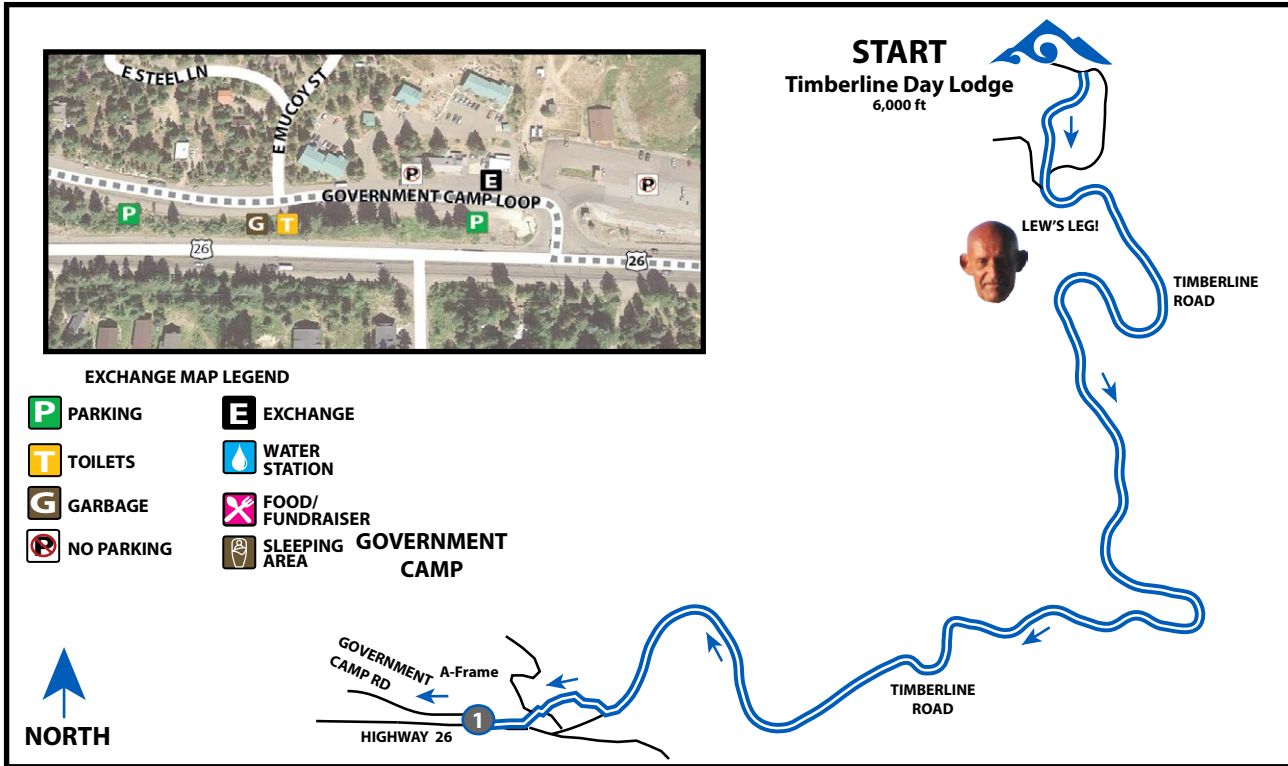 START
Timberline Day Lodge
6,000 ft
E STEEL LN
E MUCOY ST
P
E
P
GOVERNMENT CAMP LOOP
P
G
T
P
26
26
LEW'S LEG!
TIMBERLINE
ROAD
EXCHANGE MAP LEGEND
P PARKING
E EXCHANGE
T TOILETS
WATER
STATION
G GARBAGE
FOOD/
FUNDRAISER
P NO PARKING
SLEEPING
AREA
GOVERNMENT
CAMP
GOVERNMENT
CAMP RD
A-Frame
1
HIGHWAY 26
TIMBERLINE
ROAD
NORTH